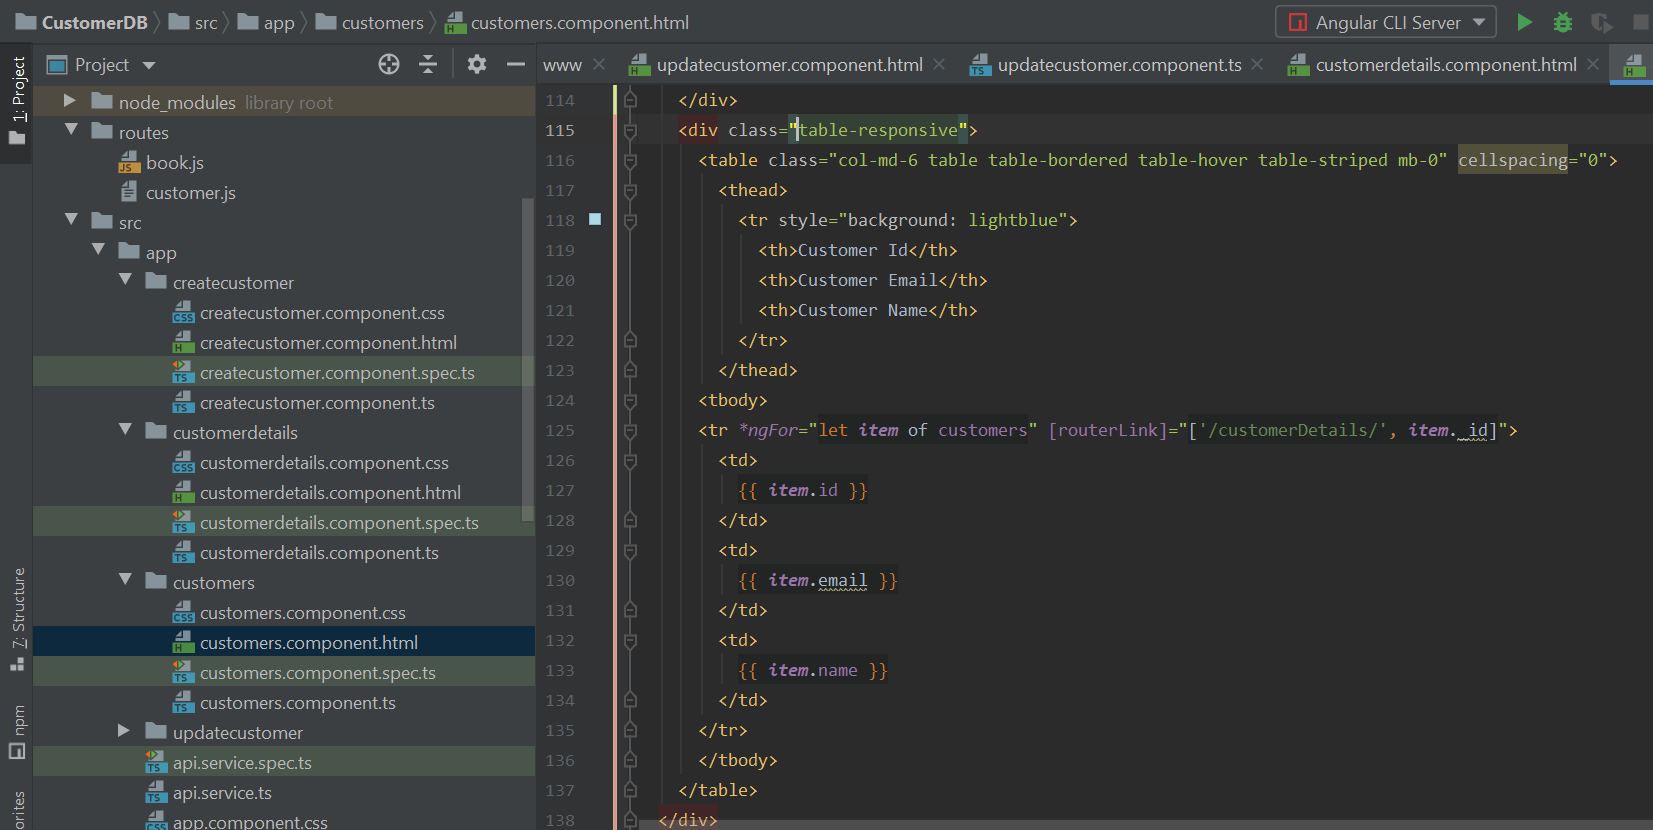 CustomerDB src app customers customers.component.html Angular CLI Server
1: Project
Project
node_modules library root
routes
book.js
customer.js
src
app
createcustomer
createcustomer.component.css
createcustomer.component.html
createcustomer.component.spec.ts
createcustomer.component.ts
customerdetails
customerdetails.component.css
customerdetails.component.html
customerdetails.component.spec.ts
customerdetails.component.ts
customers
customers.component.css
customers.component.html
customers.component.spec.ts
customers.component.ts
updatecustomer
api.service.spec.ts
api.service.ts
app.component.css
7: Structure
npm
www updatecustomer.component.html updatecustomer.component.ts customerdetails.component.html
114 </div>
115 <div class="table-responsive">
116 <table class="col-md-6 table table-bordered table-hover table-striped mb-0" cellspacing="0">
117 <thead>
118 <tr style="background: lightblue">
119 <th>Customer Id</th>
120 <th>Customer Email</th>
121 <th>Customer Name</th>
122 </tr>
123 </thead>
124 <tbody>
125 <tr *ngFor="let item of customers" [routerLink]="['/customerDetails/', item._id]">
126 <td>
127 {{ item.id }}
128 </td>
129 <td>
130 {{ item.email }}
131 </td>
132 <td>
133 {{ item.name }}
134 </td>
135 </tr>
136 </tbody>
137 </table>
138 </div>